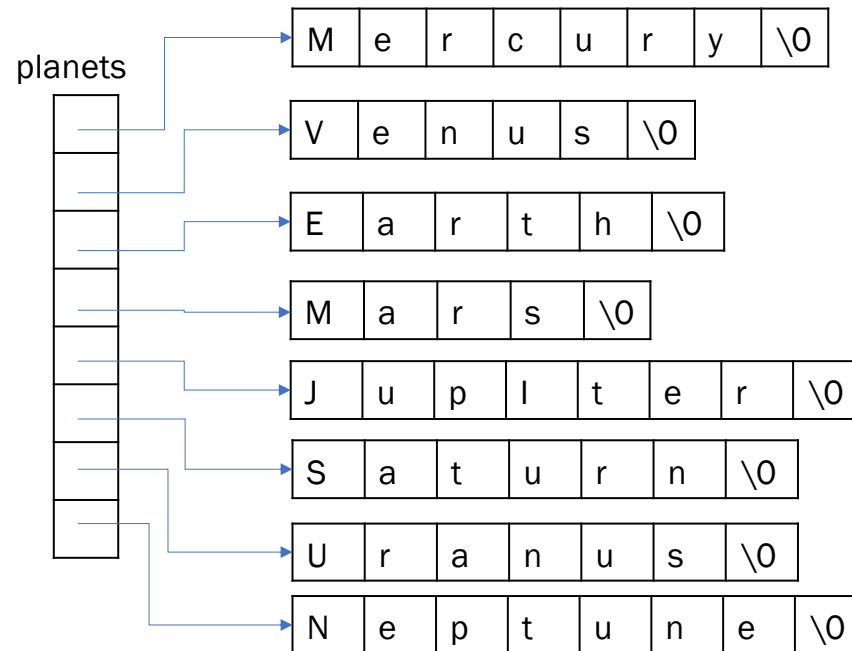 M e r c u r y \0
planets
V e n u s \0
E a r t h \0
M a r s \0
J u p I t e r \0
S a t u r n \0
U r a n u s \0
N e p t u n e \0